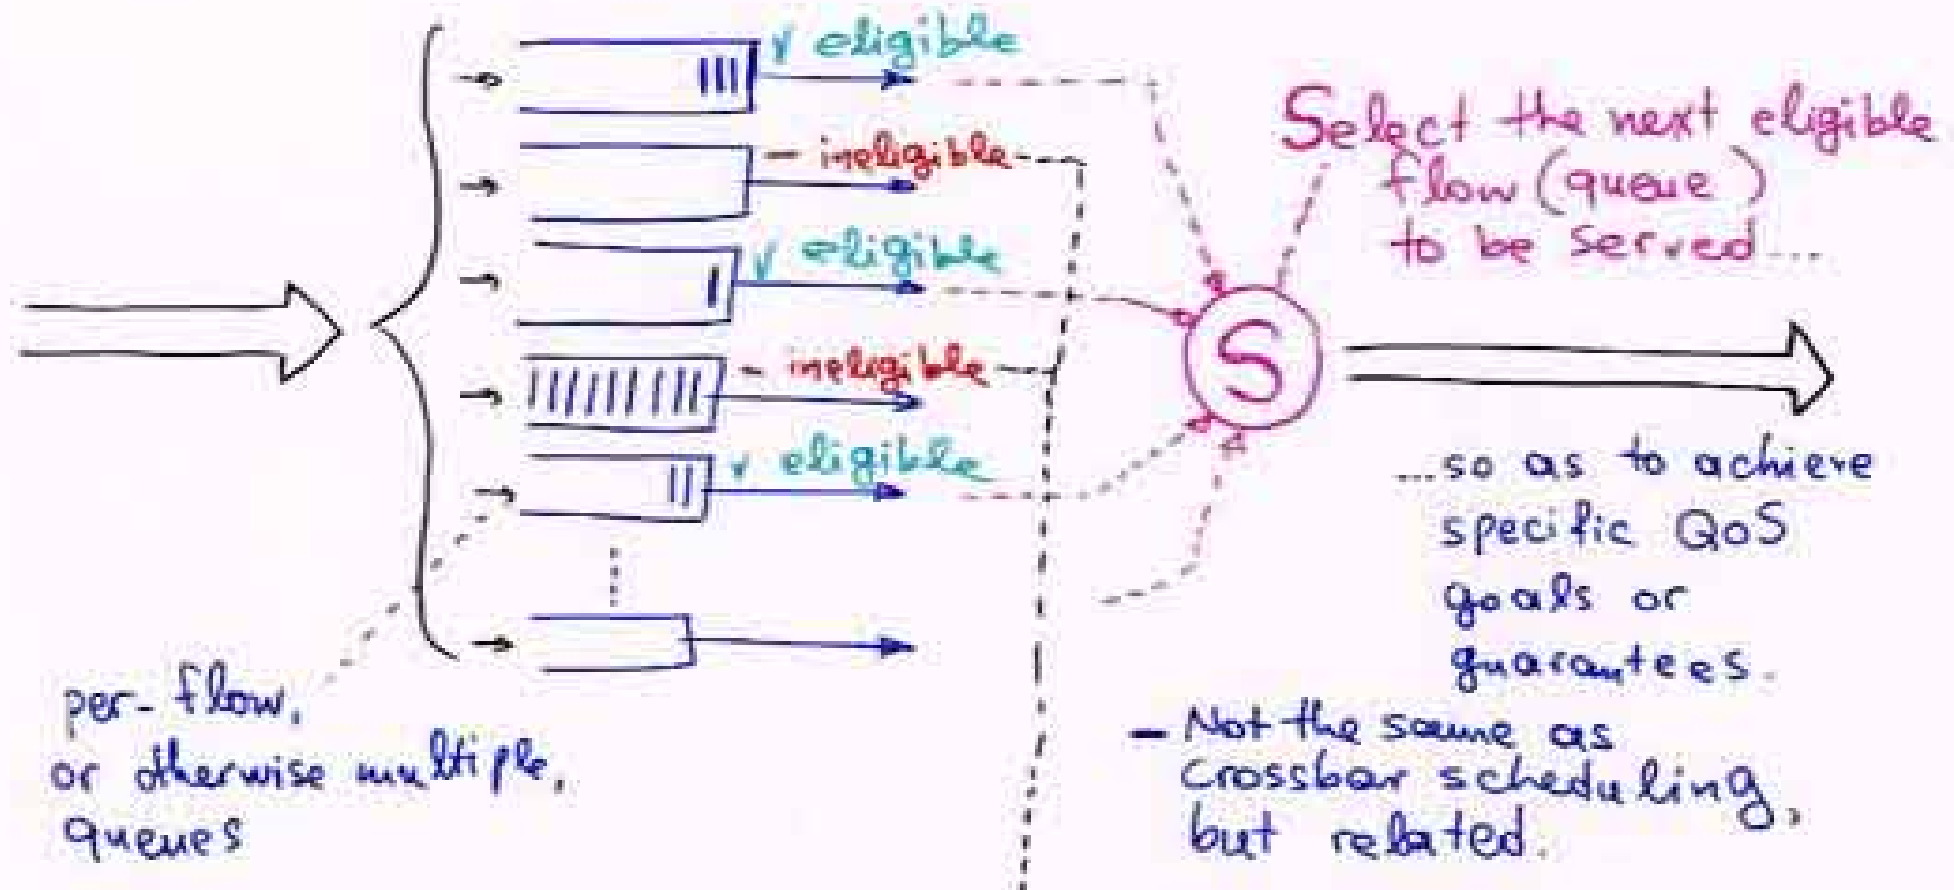 √ eligible
- ineligible
√ eligible
- ineligible
√ eligible
Select the next eligible
flow (queue)
to be served...
S
...so as to achieve
specific QoS
goals or
guarantees.
- Not the same as
crossbar scheduling,
but related.
per-flow,
or otherwise multiple,
queues